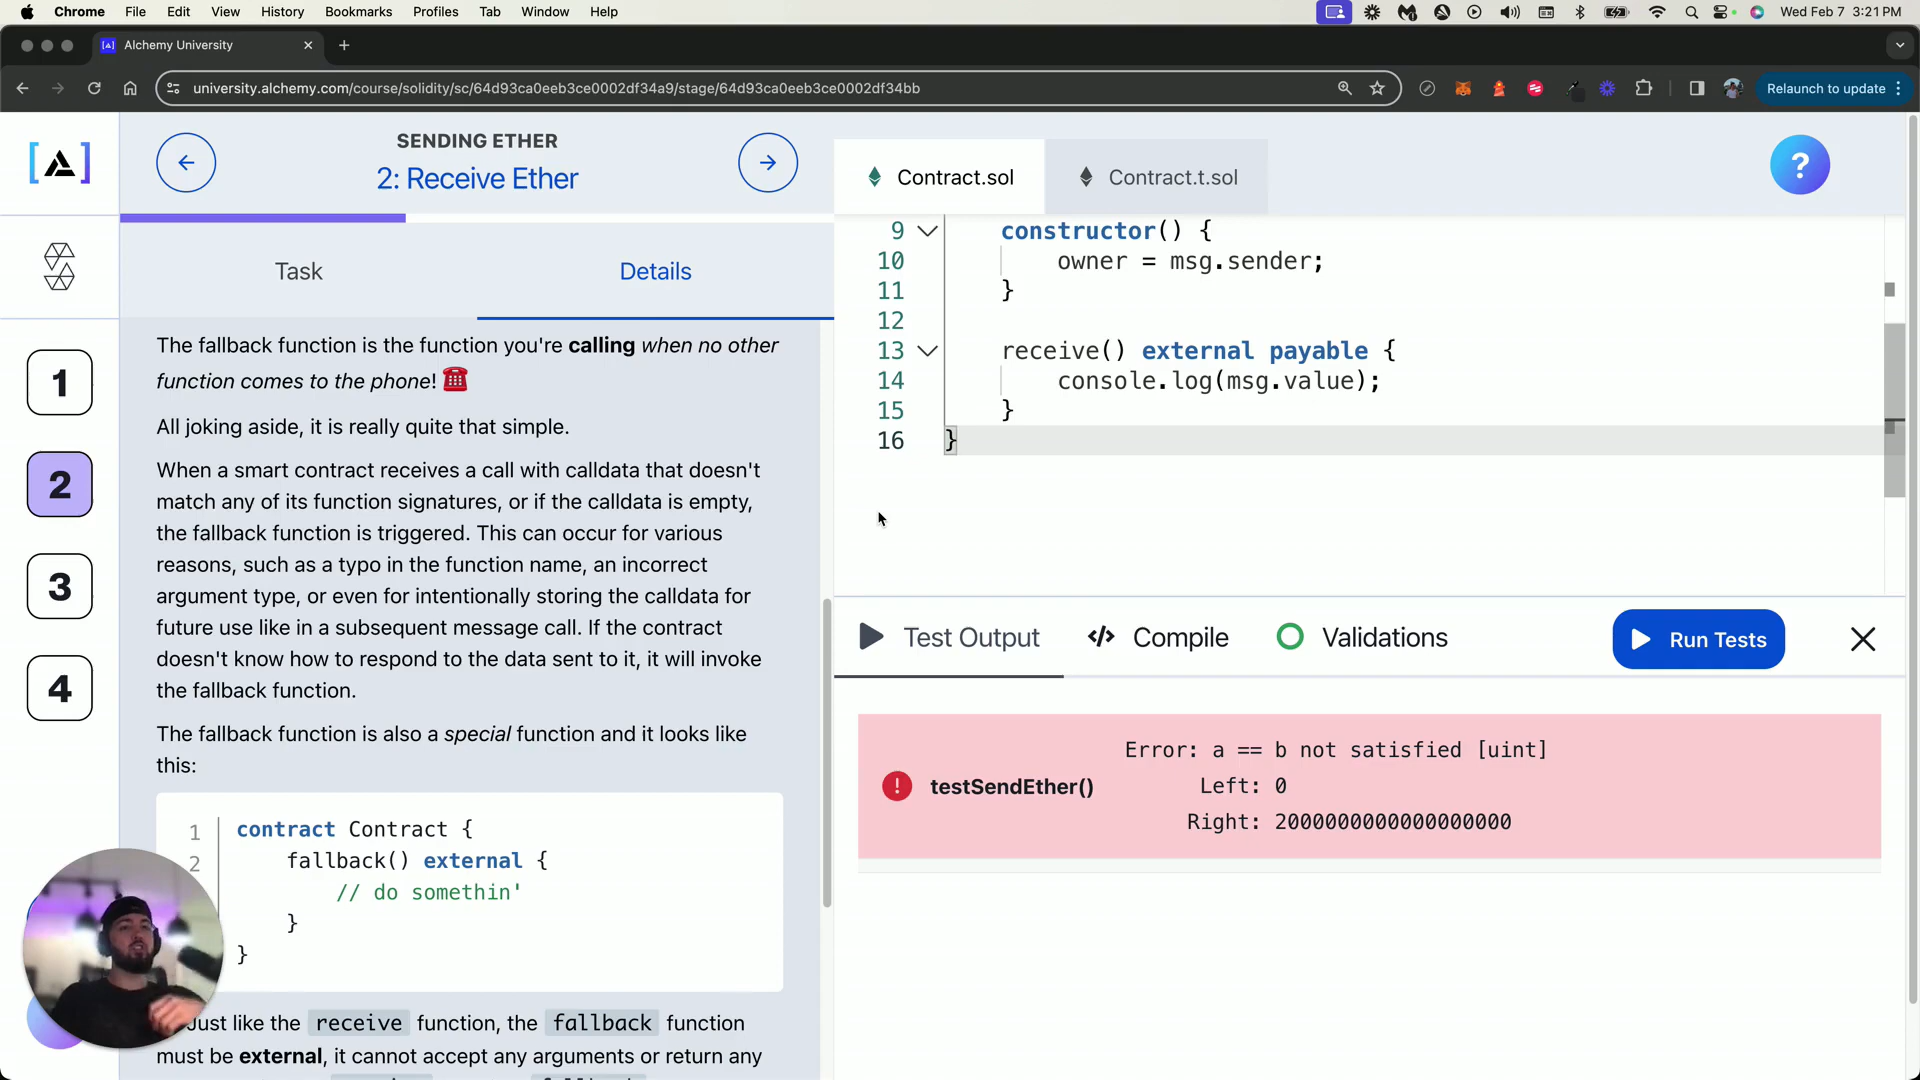 Chrome File Edit View History Bookmarks Profiles Tab Window Help
Wed Feb 7 3:21 PM
Alchemy University
university.alchemy.com/course/solidity/sc/64d93ca0eeb3ce0002df34a9/stage/64d93ca0eeb3ce0002df34bb
Relaunch to update
SENDING ETHER
2: Receive Ether
Task Details
1
2
3
4
The fallback function is the function you're calling when no other
function comes to the phone! ☎️
All joking aside, it is really quite that simple.
When a smart contract receives a call with calldata that doesn't
match any of its function signatures, or if the calldata is empty,
the fallback function is triggered. This can occur for various
reasons, such as a typo in the function name, an incorrect
argument type, or even for intentionally storing the calldata for
future use like in a subsequent message call. If the contract
doesn't know how to respond to the data sent to it, it will invoke
the fallback function.
The fallback function is also a special function and it looks like
this:
1 contract Contract {
2 fallback() external {
// do somethin'
}
}
Just like the receive function, the fallback function
must be external, it cannot accept any arguments or return any
Contract.sol Contract.t.sol
?
9 constructor() {
10 owner = msg.sender;
11 }
12
13 receive() external payable {
14 console.log(msg.value);
15 }
16 }
Test Output </> Compile Validations Run Tests
! testSendEther()
Error: a == b not satisfied [uint]
Left: 0
Right: 2000000000000000000